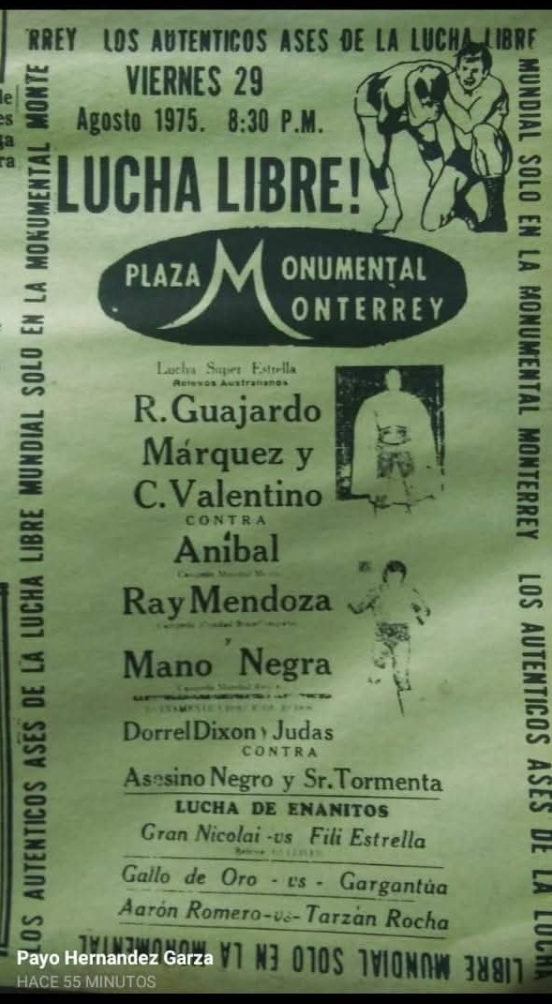 RREY LOS AUTENTICOS ASES DE LA LUCHA LIBRE
MUNDIAL SOLO EN LA MONUMENTAL MONTERREY LOS AUTENTICOS ASES DE LA LUCHA
LIBRE MUNDIAL SOLO EN LA MONUMENTAL
LOS AUTENTICOS ASES DE LA LUCHA LIBRE MUNDIAL SOLO EN LA MONUMENTAL MONTE
VIERNES 29
Agosto 1975. 8:30 P.M.
LUCHA LIBRE!
PLAZA MONUMENTAL
MONTERREY
Lucha Super Estrella
Relevos Australianos
R. Guajardo
Márquez y
C. Valentino
CONTRA
Aníbal
Ray Mendoza
y
Mano Negra
Dorrel Dixon y Judas
CONTRA
Asesino Negro y Sr. Tormenta
LUCHA DE ENANITOS
Gran Nicolai -vs Fili Estrella
Gallo de Oro - vs - Gargantúa
Aarón Romero-vs- Tarzán Rocha
Payo Hernandez Garza
HACE 55 MINUTOS